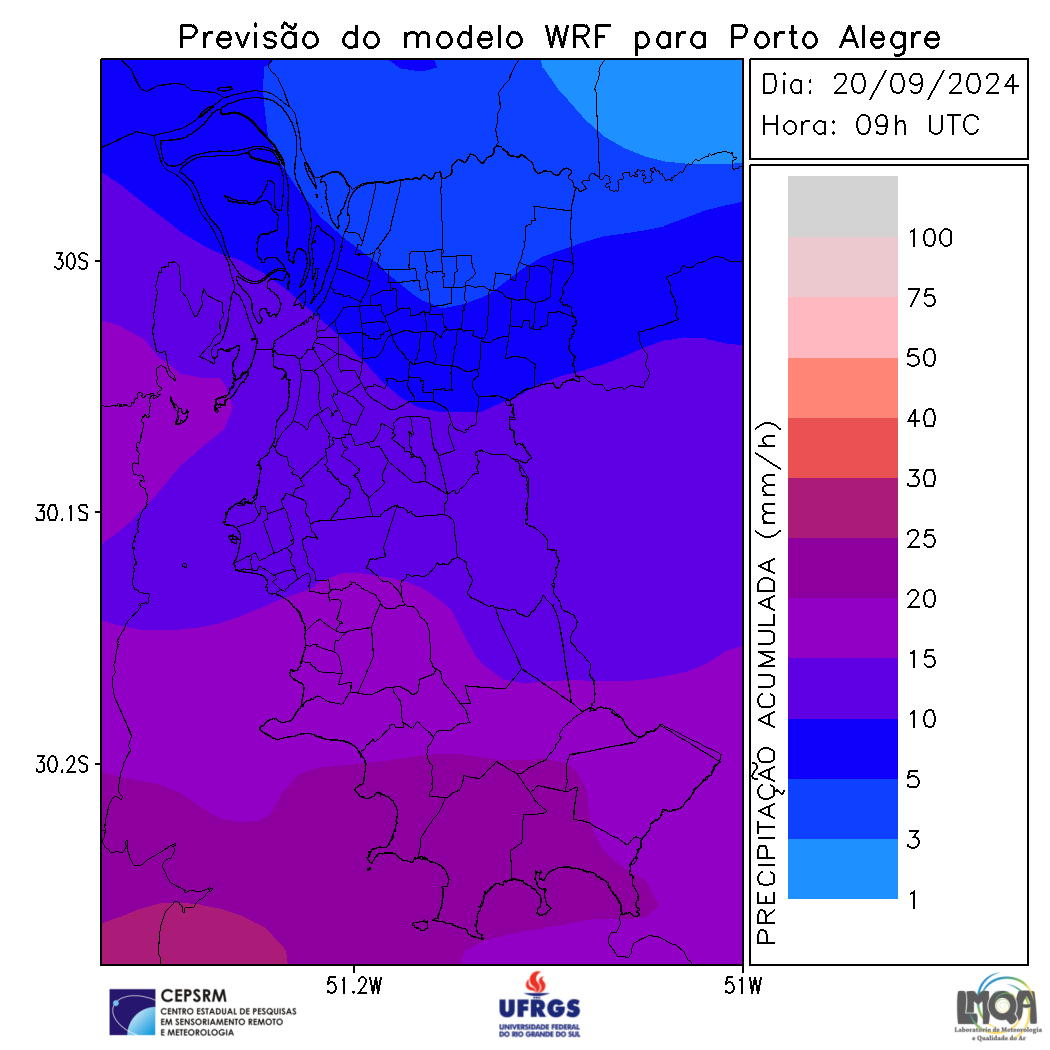 Previsão do modelo WRF para Porto Alegre
Dia: 20/09/2024
Hora: 09h UTC
30S
30.1S
30.2S
51.2W
51W
PRECIPITAÇÃO ACUMULADA (mm/h)
100
75
50
40
30
25
20
15
10
5
3
1
CEPSRM
CENTRO ESTADUAL DE PESQUISAS
EM SENSORIAMENTO REMOTO
E METEOROLOGIA
UFRGS
UNIVERSIDADE FEDERAL
DO RIO GRANDE DO SUL
LMQA
Laboratório de Meteorologia
e Qualidade do Ar